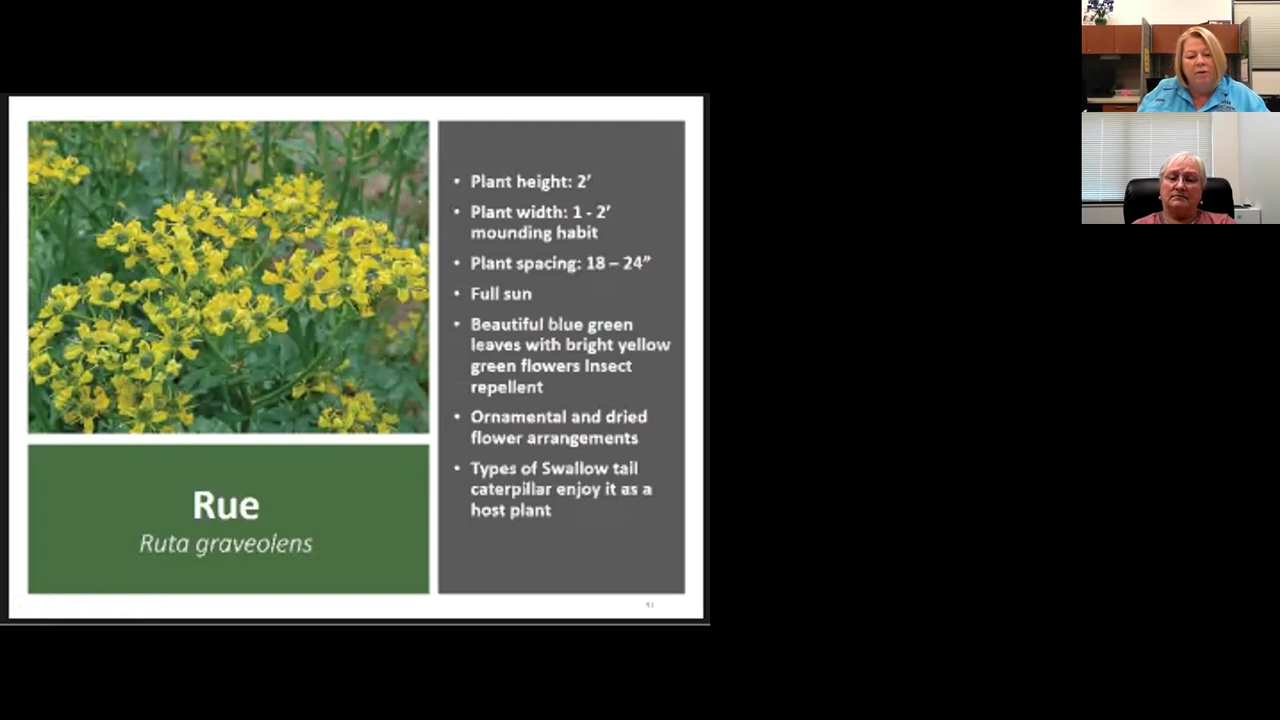 • Plant height: 2'
• Plant width: 1 - 2'
mounding habit
• Plant spacing: 18 – 24"
• Full sun
• Beautiful blue green
leaves with bright yellow
green flowers Insect
repellent
• Ornamental and dried
flower arrangements
• Types of Swallow tail
caterpillar enjoy it as a
host plant
Rue
Ruta graveolens